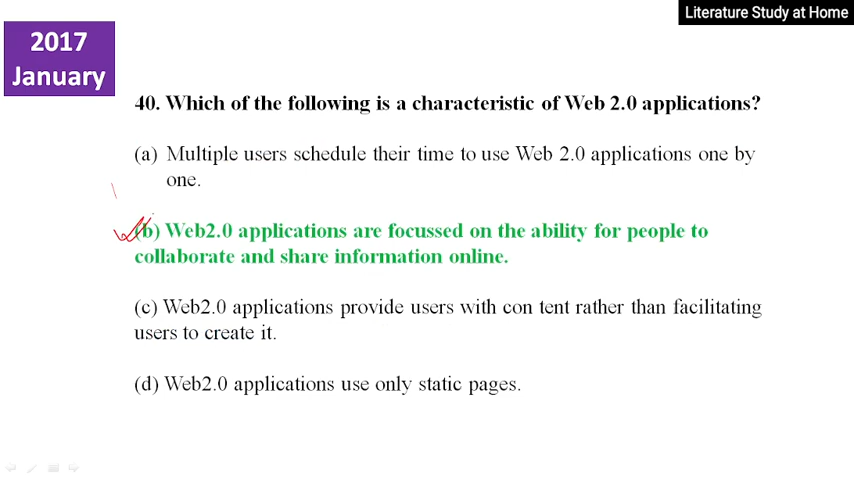 Literature Study at Home
2017
January
40. Which of the following is a characteristic of Web 2.0 applications?
(a) Multiple users schedule their time to use Web 2.0 applications one by
one.
(b) Web2.0 applications are focussed on the ability for people to
collaborate and share information online.
(c) Web2.0 applications provide users with con tent rather than facilitating
users to create it.
(d) Web2.0 applications use only static pages.